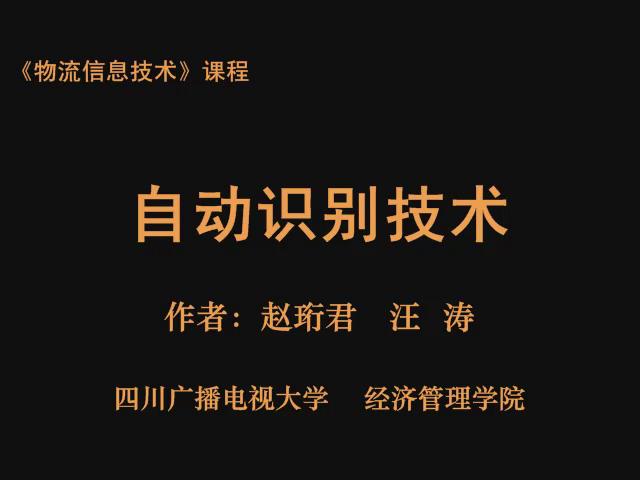 《物流信息技术》课程
自动识别技术
作者：赵珩君 汪 涛
四川广播电视大学 经济管理学院